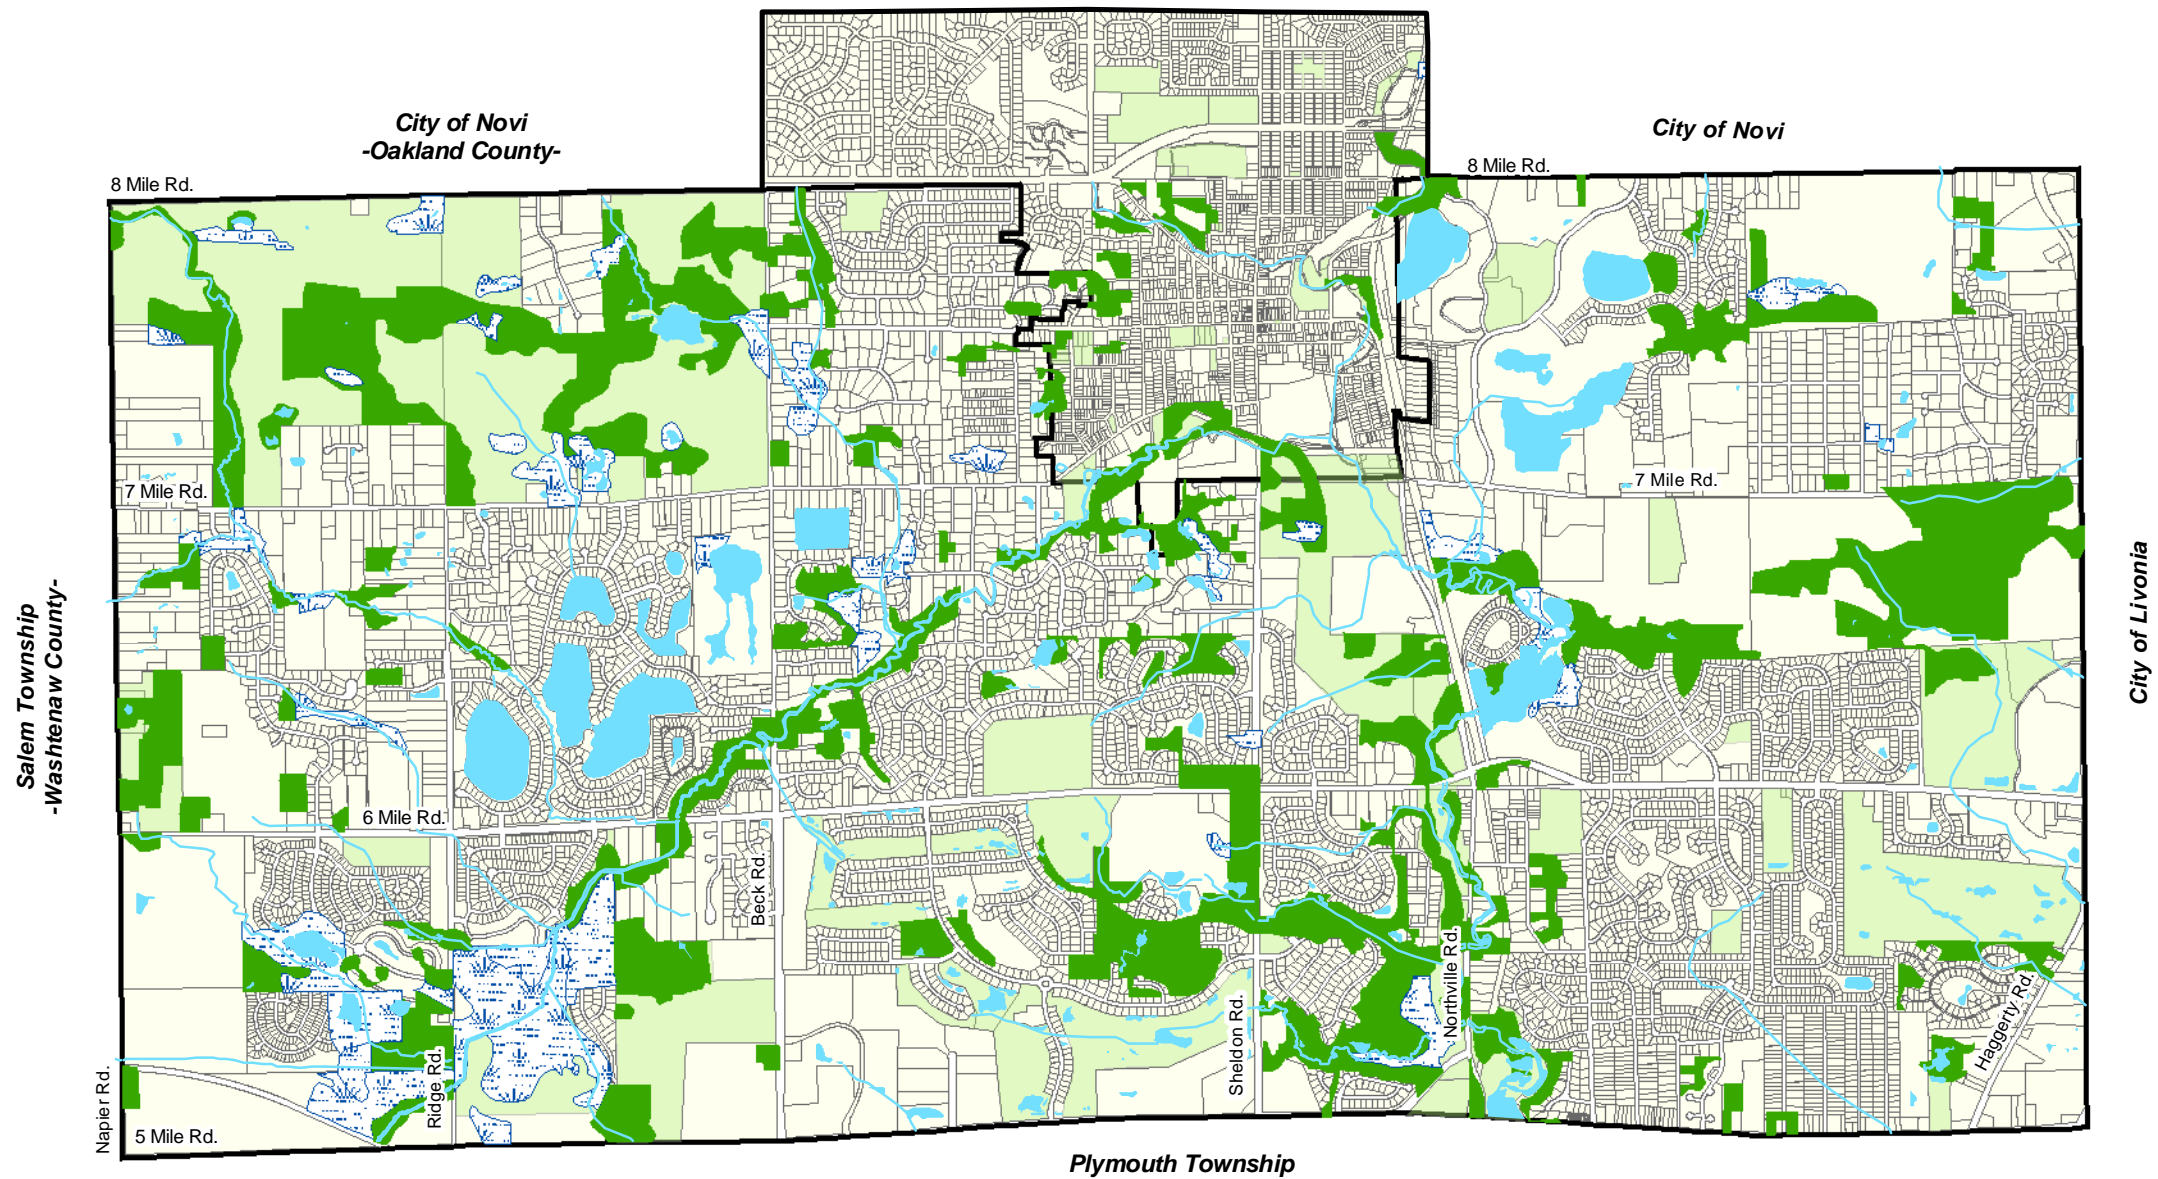 City of Novi
-Oakland County-
City of Novi
8 Mile Rd.
8 Mile Rd.
7 Mile Rd.
7 Mile Rd.
Salem Township
-Washtenaw County-
City of Livonia
6 Mile Rd.
Beck Rd.
Northville Rd.
Sheldon Rd.
Haggerty Rd.
Ridge Rd.
Napier Rd.
5 Mile Rd.
Plymouth Township